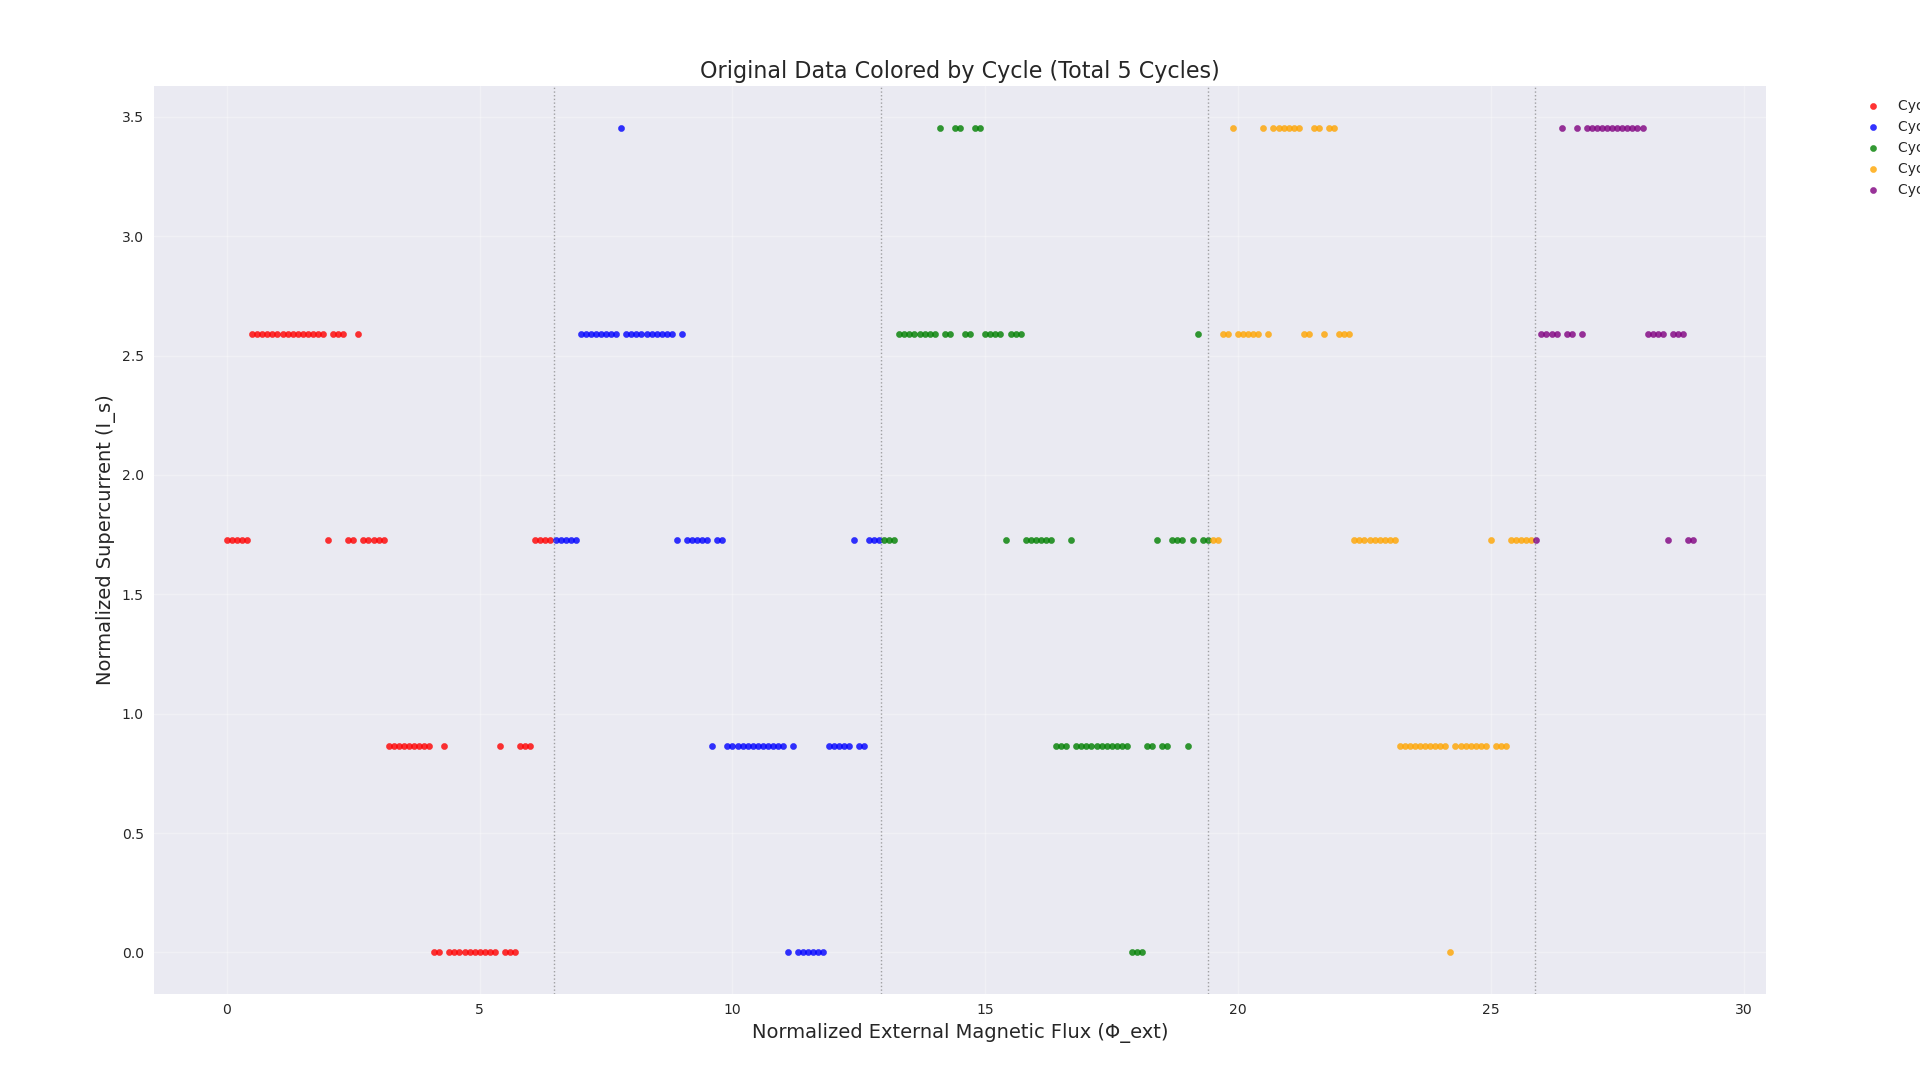 Original Data Colored by Cycle (Total 5 Cycles)
3.5
3.0
2.5
2.0
1.5
1.0
0.5
0.0
Normalized Supercurrent (I_s)
0 5 10 15 20 25 30
Normalized External Magnetic Flux (Φ_ext)
Cyc
Cyc
Cyc
Cyc
Cyc